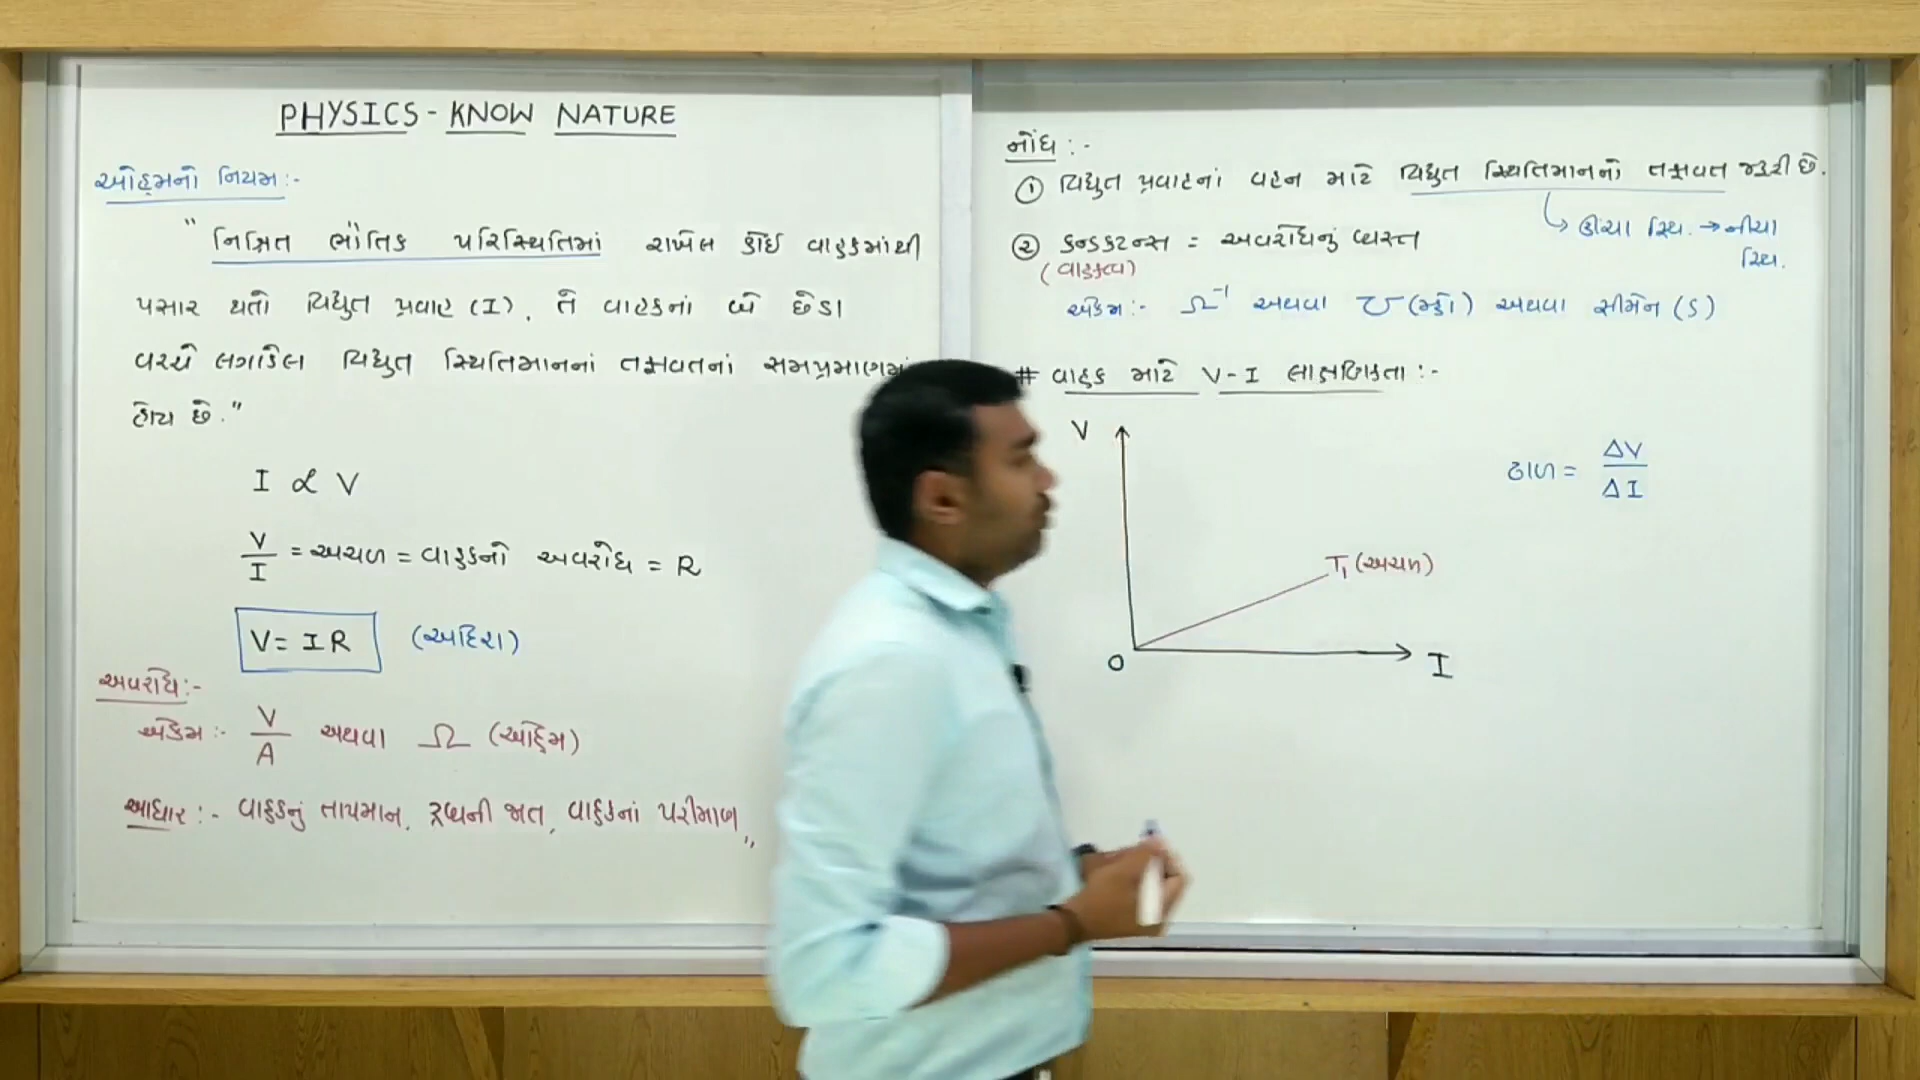 PHYSICS - KNOW NATURE
ઓહ્મનો નિયમ :-
" નિશ્ચિત ભૌતિક પરિસ્થિતિમાં રાખેલ કોઈ વાહકમાંથી
પસાર થતો વિદ્યુત પ્રવાહ (I), તે વાહકનાં બે છેડા
વચ્ચે લગાડેલ વિદ્યુત સ્થિતિમાનનાં તફાવતનાં સમપ્રમાણમાં
હોય છે. "
I ∝ V
V/I = અચળ = વાહકનો અવરોધ = R
V = IR (અદિશ)
અવરોધ :-
એકમ :- V/A અથવા Ω (ઓહ્મ)
આધાર :- વાહકનું તાપમાન, દ્રવ્યની જાત, વાહકનાં પરીમાણ,,
નોંધ :-
① વિદ્યુત પ્રવાહનાં વહન માટે વિદ્યુત સ્થિતિમાનનો તફાવત જરૂરી છે.
↳ ઊંચા સ્થિ. → નીચા
સ્થિ.
② કન્ડકટન્સ = અવરોધનું વ્યસ્ત
(વાહકત્વ)
એકમ :- Ω⁻¹ અથવા ℧ (મ્હો) અથવા સીમેન (S)
# વાહક માટે V - I લાક્ષણિકતા :-
V
ઢાળ = ΔV/ΔI
T₁ (અચળ)
O
I